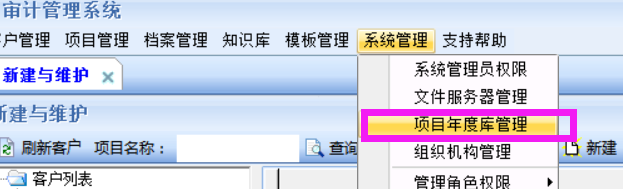 审计管理系统
户管理 项目管理 档案管理 知识库 模板管理 系统管理 支持帮助
新建与维护
系统管理员权限
文件服务器管理
新建与维护
项目年度库管理
刷新客户 项目名称： 查询 组织机构管理 新建
客户列表 管理角色权限